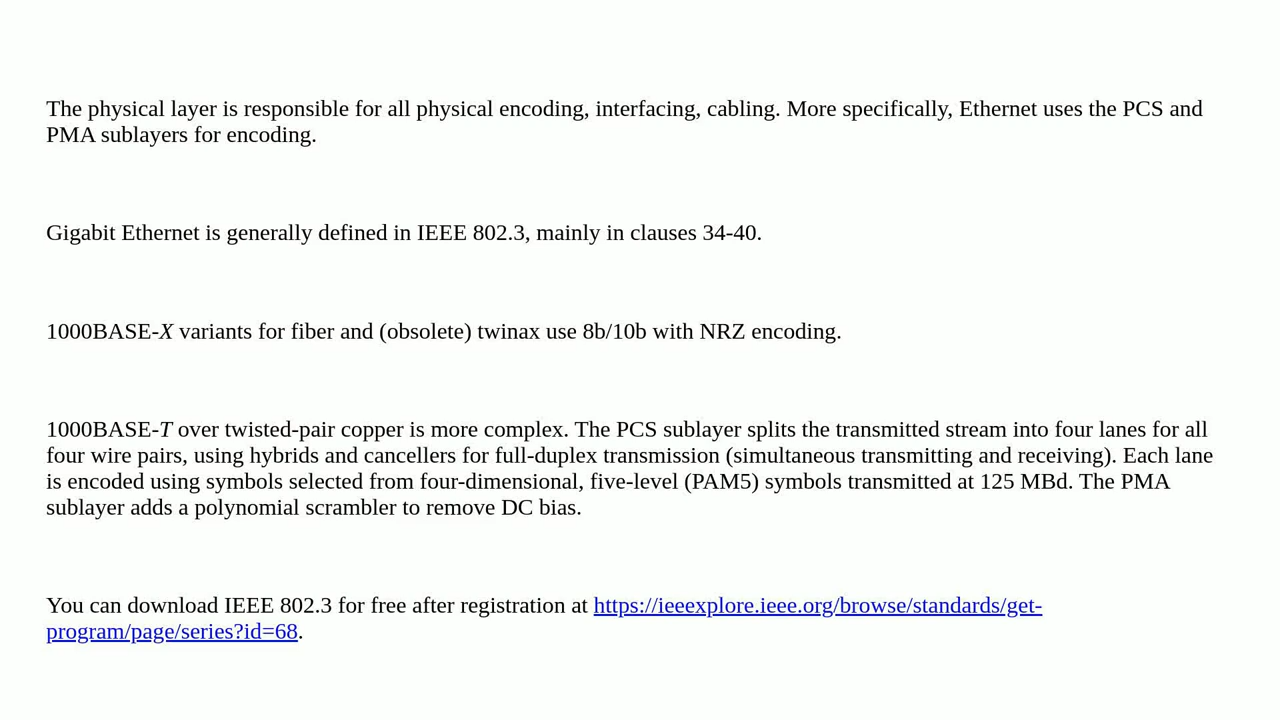 The physical layer is responsible for all physical encoding, interfacing, cabling. More specifically, Ethernet uses the PCS and
PMA sublayers for encoding.
Gigabit Ethernet is generally defined in IEEE 802.3, mainly in clauses 34-40.
1000BASE-X variants for fiber and (obsolete) twinax use 8b/10b with NRZ encoding.
1000BASE-T over twisted-pair copper is more complex. The PCS sublayer splits the transmitted stream into four lanes for all
four wire pairs, using hybrids and cancellers for full-duplex transmission (simultaneous transmitting and receiving). Each lane
is encoded using symbols selected from four-dimensional, five-level (PAM5) symbols transmitted at 125 MBd. The PMA
sublayer adds a polynomial scrambler to remove DC bias.
You can download IEEE 802.3 for free after registration at https://ieeexplore.ieee.org/browse/standards/get-
program/page/series?id=68.